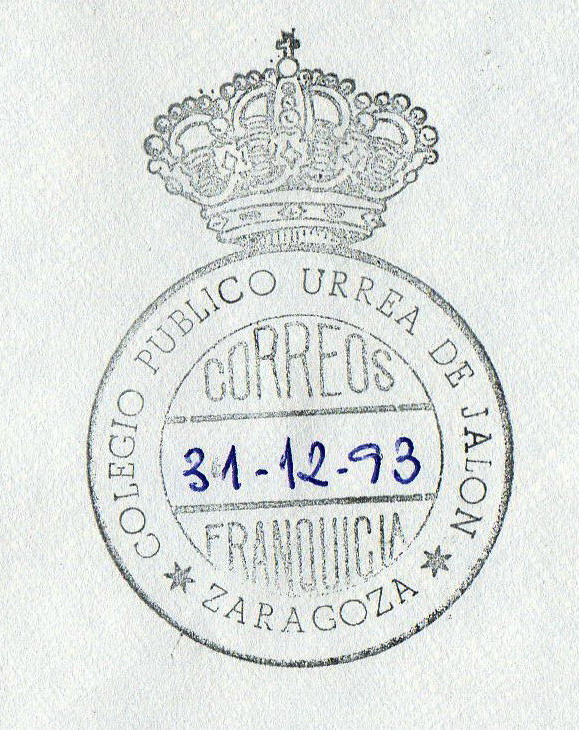 COLEGIO PUBLICO URREA DE JALON
CORREOS
31-12-93
FRANQUICIA
ZARAGOZA